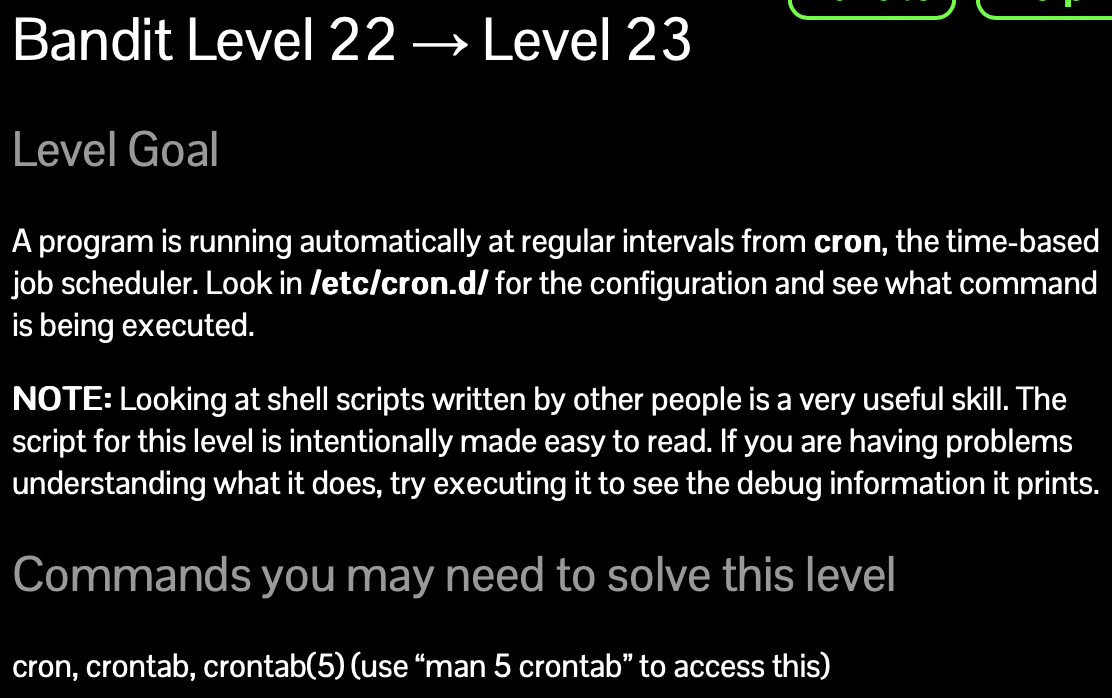 Bandit Level 22 → Level 23
Level Goal
A program is running automatically at regular intervals from cron, the time-based
job scheduler. Look in /etc/cron.d/ for the configuration and see what command
is being executed.
NOTE: Looking at shell scripts written by other people is a very useful skill. The
script for this level is intentionally made easy to read. If you are having problems
understanding what it does, try executing it to see the debug information it prints.
Commands you may need to solve this level
cron, crontab, crontab(5) (use “man 5 crontab” to access this)